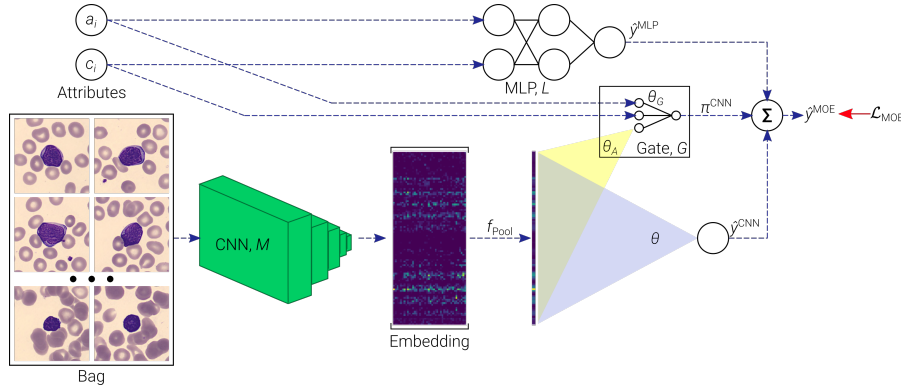 a_i
c_i
Attributes
MLP, L
ŷ^MLP
θ_G
π^CNN
Σ
ŷ^MOE
ℒ_MOE
θ_A
Gate, G
CNN, M
f_Pool
θ
ŷ^CNN
Embedding
Bag